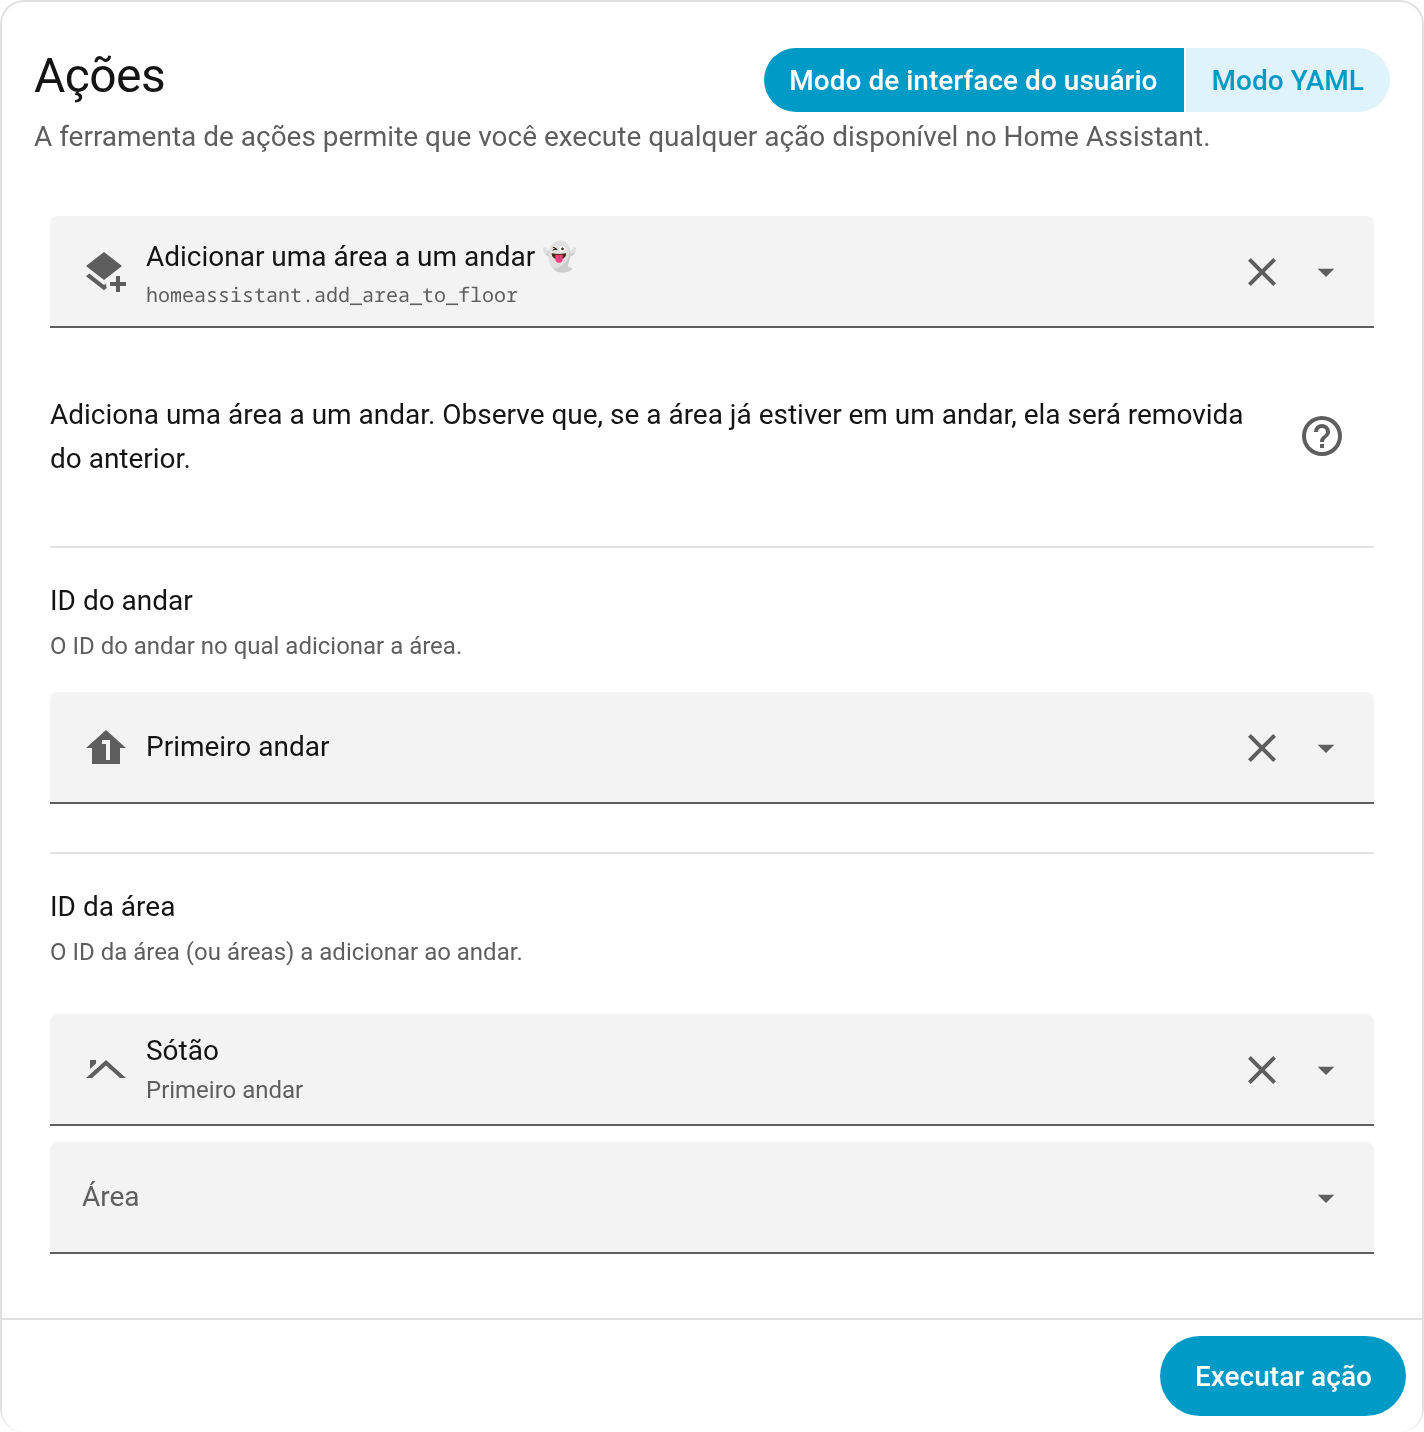 Ações
Modo de interface do usuário
Modo YAML
A ferramenta de ações permite que você execute qualquer ação disponível no Home Assistant.
Adicionar uma área a um andar 👻
homeassistant.add_area_to_floor
Adiciona uma área a um andar. Observe que, se a área já estiver em um andar, ela será removida
do anterior.
ID do andar
O ID do andar no qual adicionar a área.
1
Primeiro andar
ID da área
O ID da área (ou áreas) a adicionar ao andar.
Sótão
Primeiro andar
Área
Executar ação